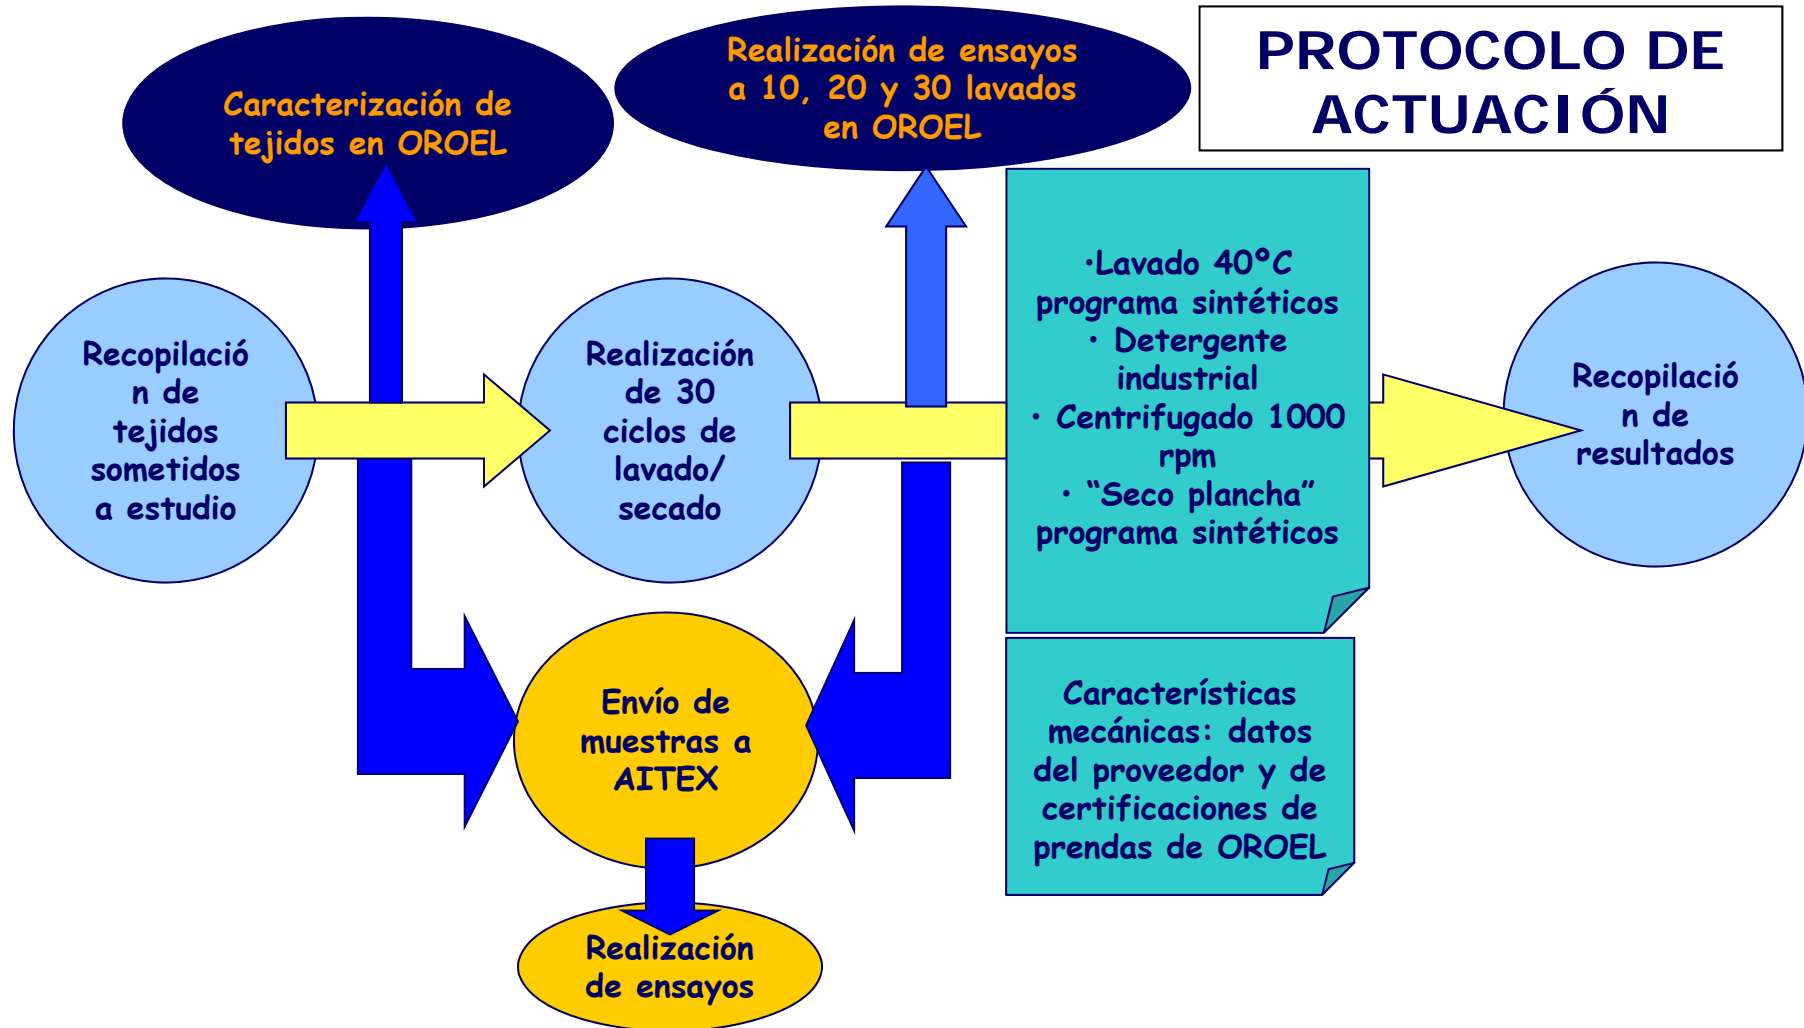 PROTOCOLO DE
ACTUACIÓN
Caracterización de
tejidos en OROEL
Realización de ensayos
a 10, 20 y 30 lavados
en OROEL
Recopilació
n de
tejidos
sometidos
a estudio
Realización
de 30
ciclos de
lavado/
secado
•Lavado 40ºC
programa sintéticos
• Detergente
industrial
• Centrifugado 1000
rpm
• “Seco plancha”
programa sintéticos
Recopilació
n de
resultados
Envío de
muestras a
AITEX
Características
mecánicas: datos
del proveedor y de
certificaciones de
prendas de OROEL
Realización
de ensayos